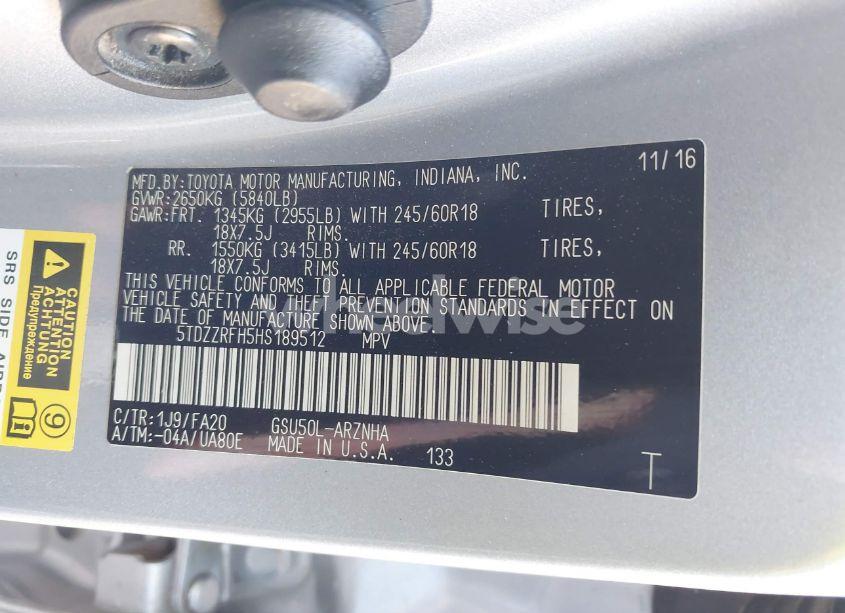 MFD.BY:TOYOTA MOTOR MANUFACTURING, INDIANA, INC. 11/16
GVWR:2650KG (5840LB)
GAWR:FRT. 1345KG (2955LB) WITH 245/60R18 TIRES,
18X7.5J RIMS.
RR. 1550KG (3415LB) WITH 245/60R18 TIRES,
18X7.5J RIMS.
THIS VEHICLE CONFORMS TO ALL APPLICABLE FEDERAL MOTOR
VEHICLE SAFETY AND THEFT PREVENTION STANDARDS IN EFFECT ON
THE DATE OF MANUFACTURE SHOWN ABOVE.
5TDZZRFH5HS189512 MPV
C/TR:1J9/FA20 GSU50L-ARZNHA
A/TM:-04A/UA80E MADE IN U.S.A. 133
T
CAUTION
ATTENTION
ACHTUNG
Предупреждение
9
SRS SIDE